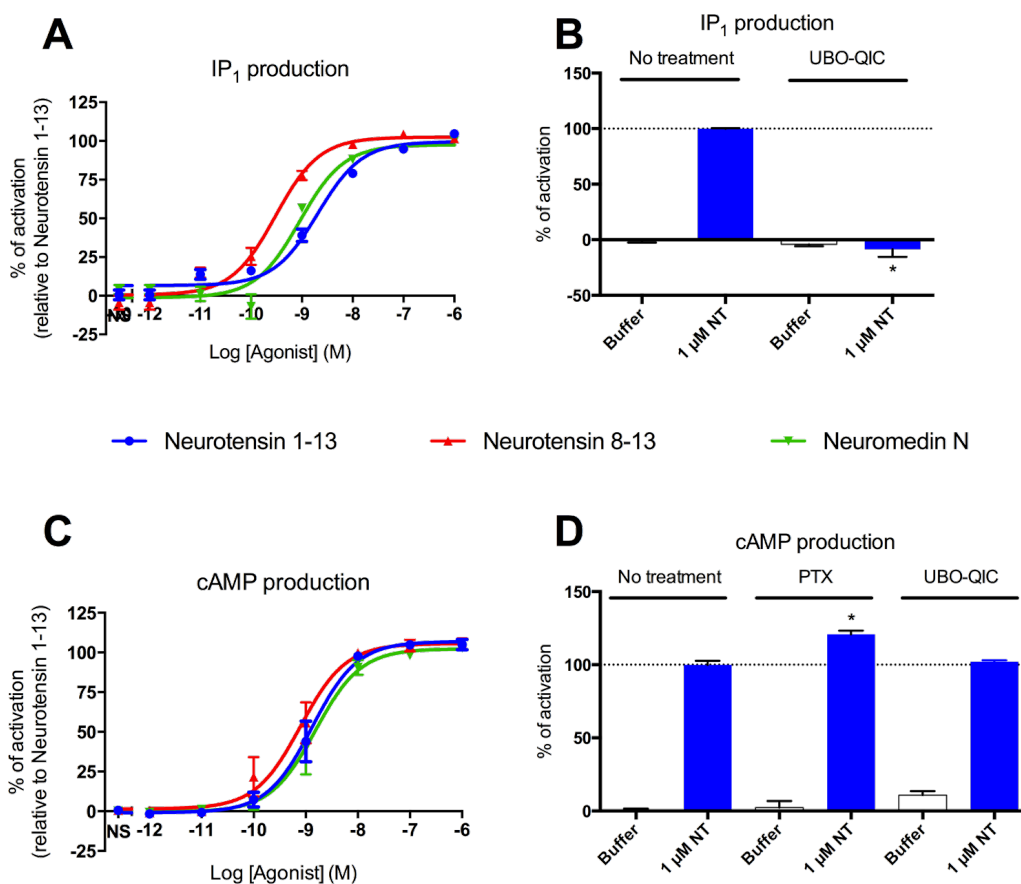 A
IP1 production
% of activation
(relative to Neurotensin 1-13)
125
100
75
50
25
0
-25
NS
-12
-11
-10
-9
-8
-7
-6
Log [Agonist] (M)
B
IP1 production
No treatment
UBO-QIC
% of activation
150
100
50
0
-50
*
Buffer
1 µM NT
Buffer
1 µM NT
Neurotensin 1-13
Neurotensin 8-13
Neuromedin N
C
cAMP production
% of activation
(relative to Neurotensin 1-13)
125
100
75
50
25
0
-25
NS
-12
-11
-10
-9
-8
-7
-6
Log [Agonist] (M)
D
cAMP production
No treatment
PTX
UBO-QIC
% of activation
150
100
50
0
*
Buffer
1 µM NT
Buffer
1 µM NT
Buffer
1 µM NT